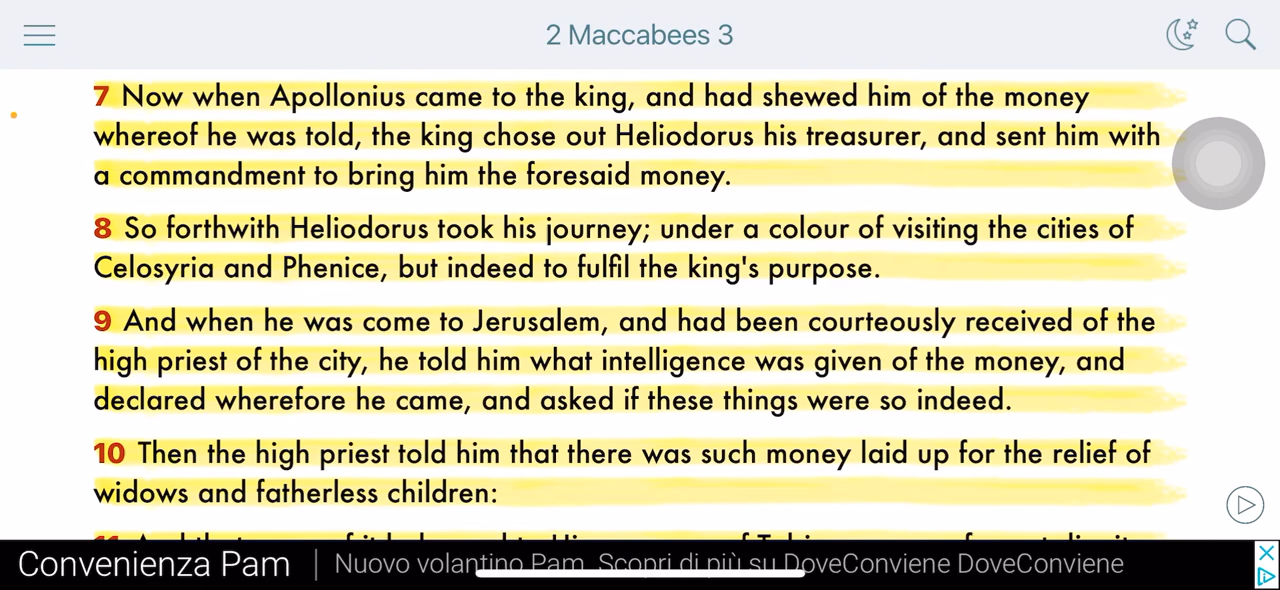 2 Maccabees 3
7 Now when Apollonius came to the king, and had shewed him of the money
whereof he was told, the king chose out Heliodorus his treasurer, and sent him with
a commandment to bring him the foresaid money.
8 So forthwith Heliodorus took his journey; under a colour of visiting the cities of
Celosyria and Phenice, but indeed to fulfil the king's purpose.
9 And when he was come to Jerusalem, and had been courteously received of the
high priest of the city, he told him what intelligence was given of the money, and
declared wherefore he came, and asked if these things were so indeed.
10 Then the high priest told him that there was such money laid up for the relief of
widows and fatherless children:
Convenienza Pam | Nuovo volantino Pam. Scopri di più su DoveConviene DoveConviene